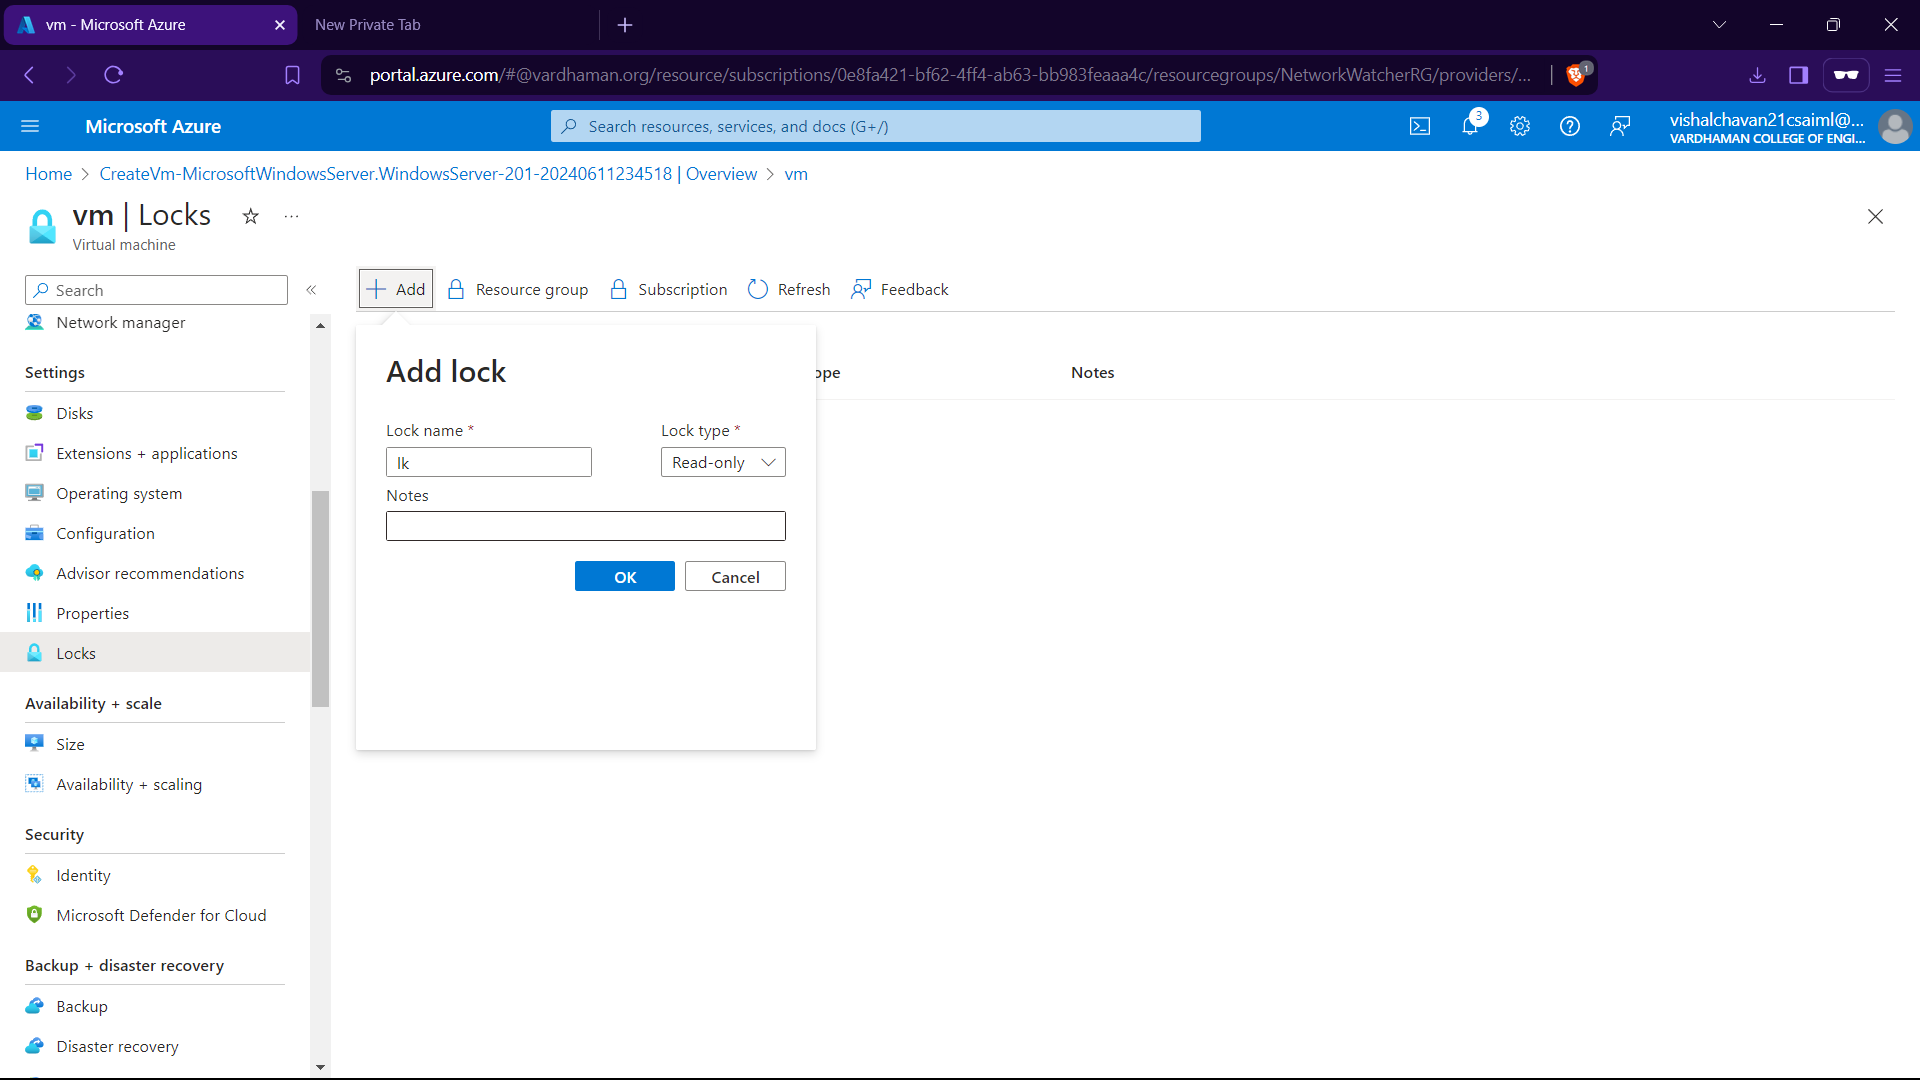 vm - Microsoft Azure
New Private Tab
portal.azure.com/#@vardhaman.org/resource/subscriptions/0e8fa421-bf62-4ff4-ab63-bb983feaaa4c/resourcegroups/NetworkWatcherRG/providers/...
1
Microsoft Azure
Search resources, services, and docs (G+/)
3
vishalchavan21csaiml@...
VARDHAMAN COLLEGE OF ENGI...
Home > CreateVm-MicrosoftWindowsServer.WindowsServer-201-20240611234518 | Overview > vm
vm | Locks
...
Virtual machine
Search
«
Add
Resource group
Subscription
Refresh
Feedback
Network manager
Settings
Disks
Extensions + applications
Operating system
Configuration
Advisor recommendations
Properties
Locks
Availability + scale
Size
Availability + scaling
Security
Identity
Microsoft Defender for Cloud
Backup + disaster recovery
Backup
Disaster recovery
Add lock
ope
Notes
Lock name *
Lock type *
lk
Read-only
Notes
OK
Cancel